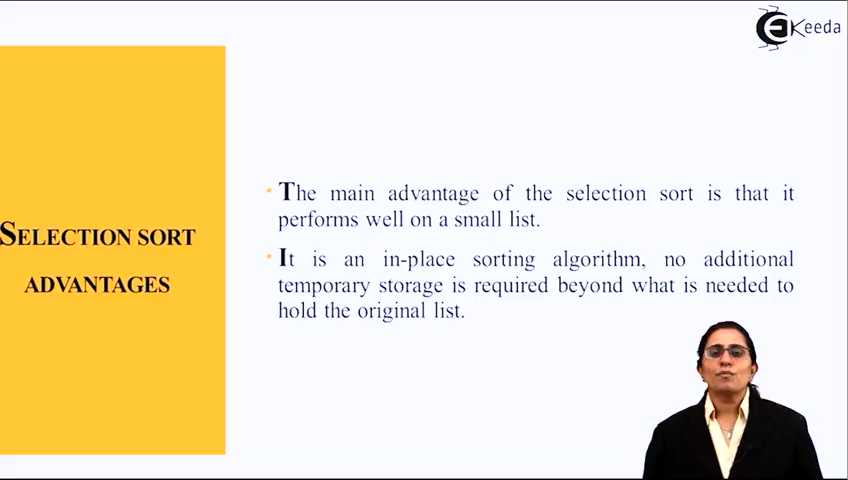 Keeda
SELECTION SORT
ADVANTAGES
• The main advantage of the selection sort is that it
performs well on a small list.
• It is an in-place sorting algorithm, no additional
temporary storage is required beyond what is needed to
hold the original list.